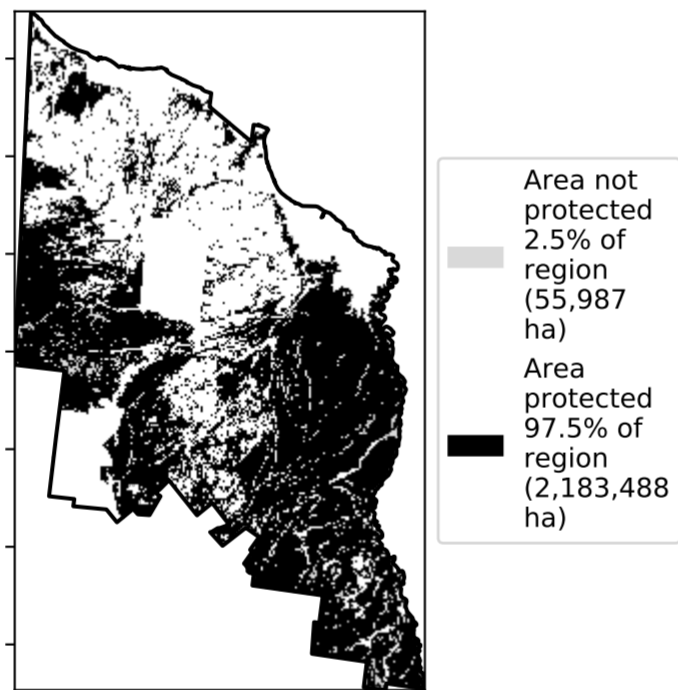 Area not
protected
2.5% of
region
(55,987
ha)
Area
protected
97.5% of
region
(2,183,488
ha)